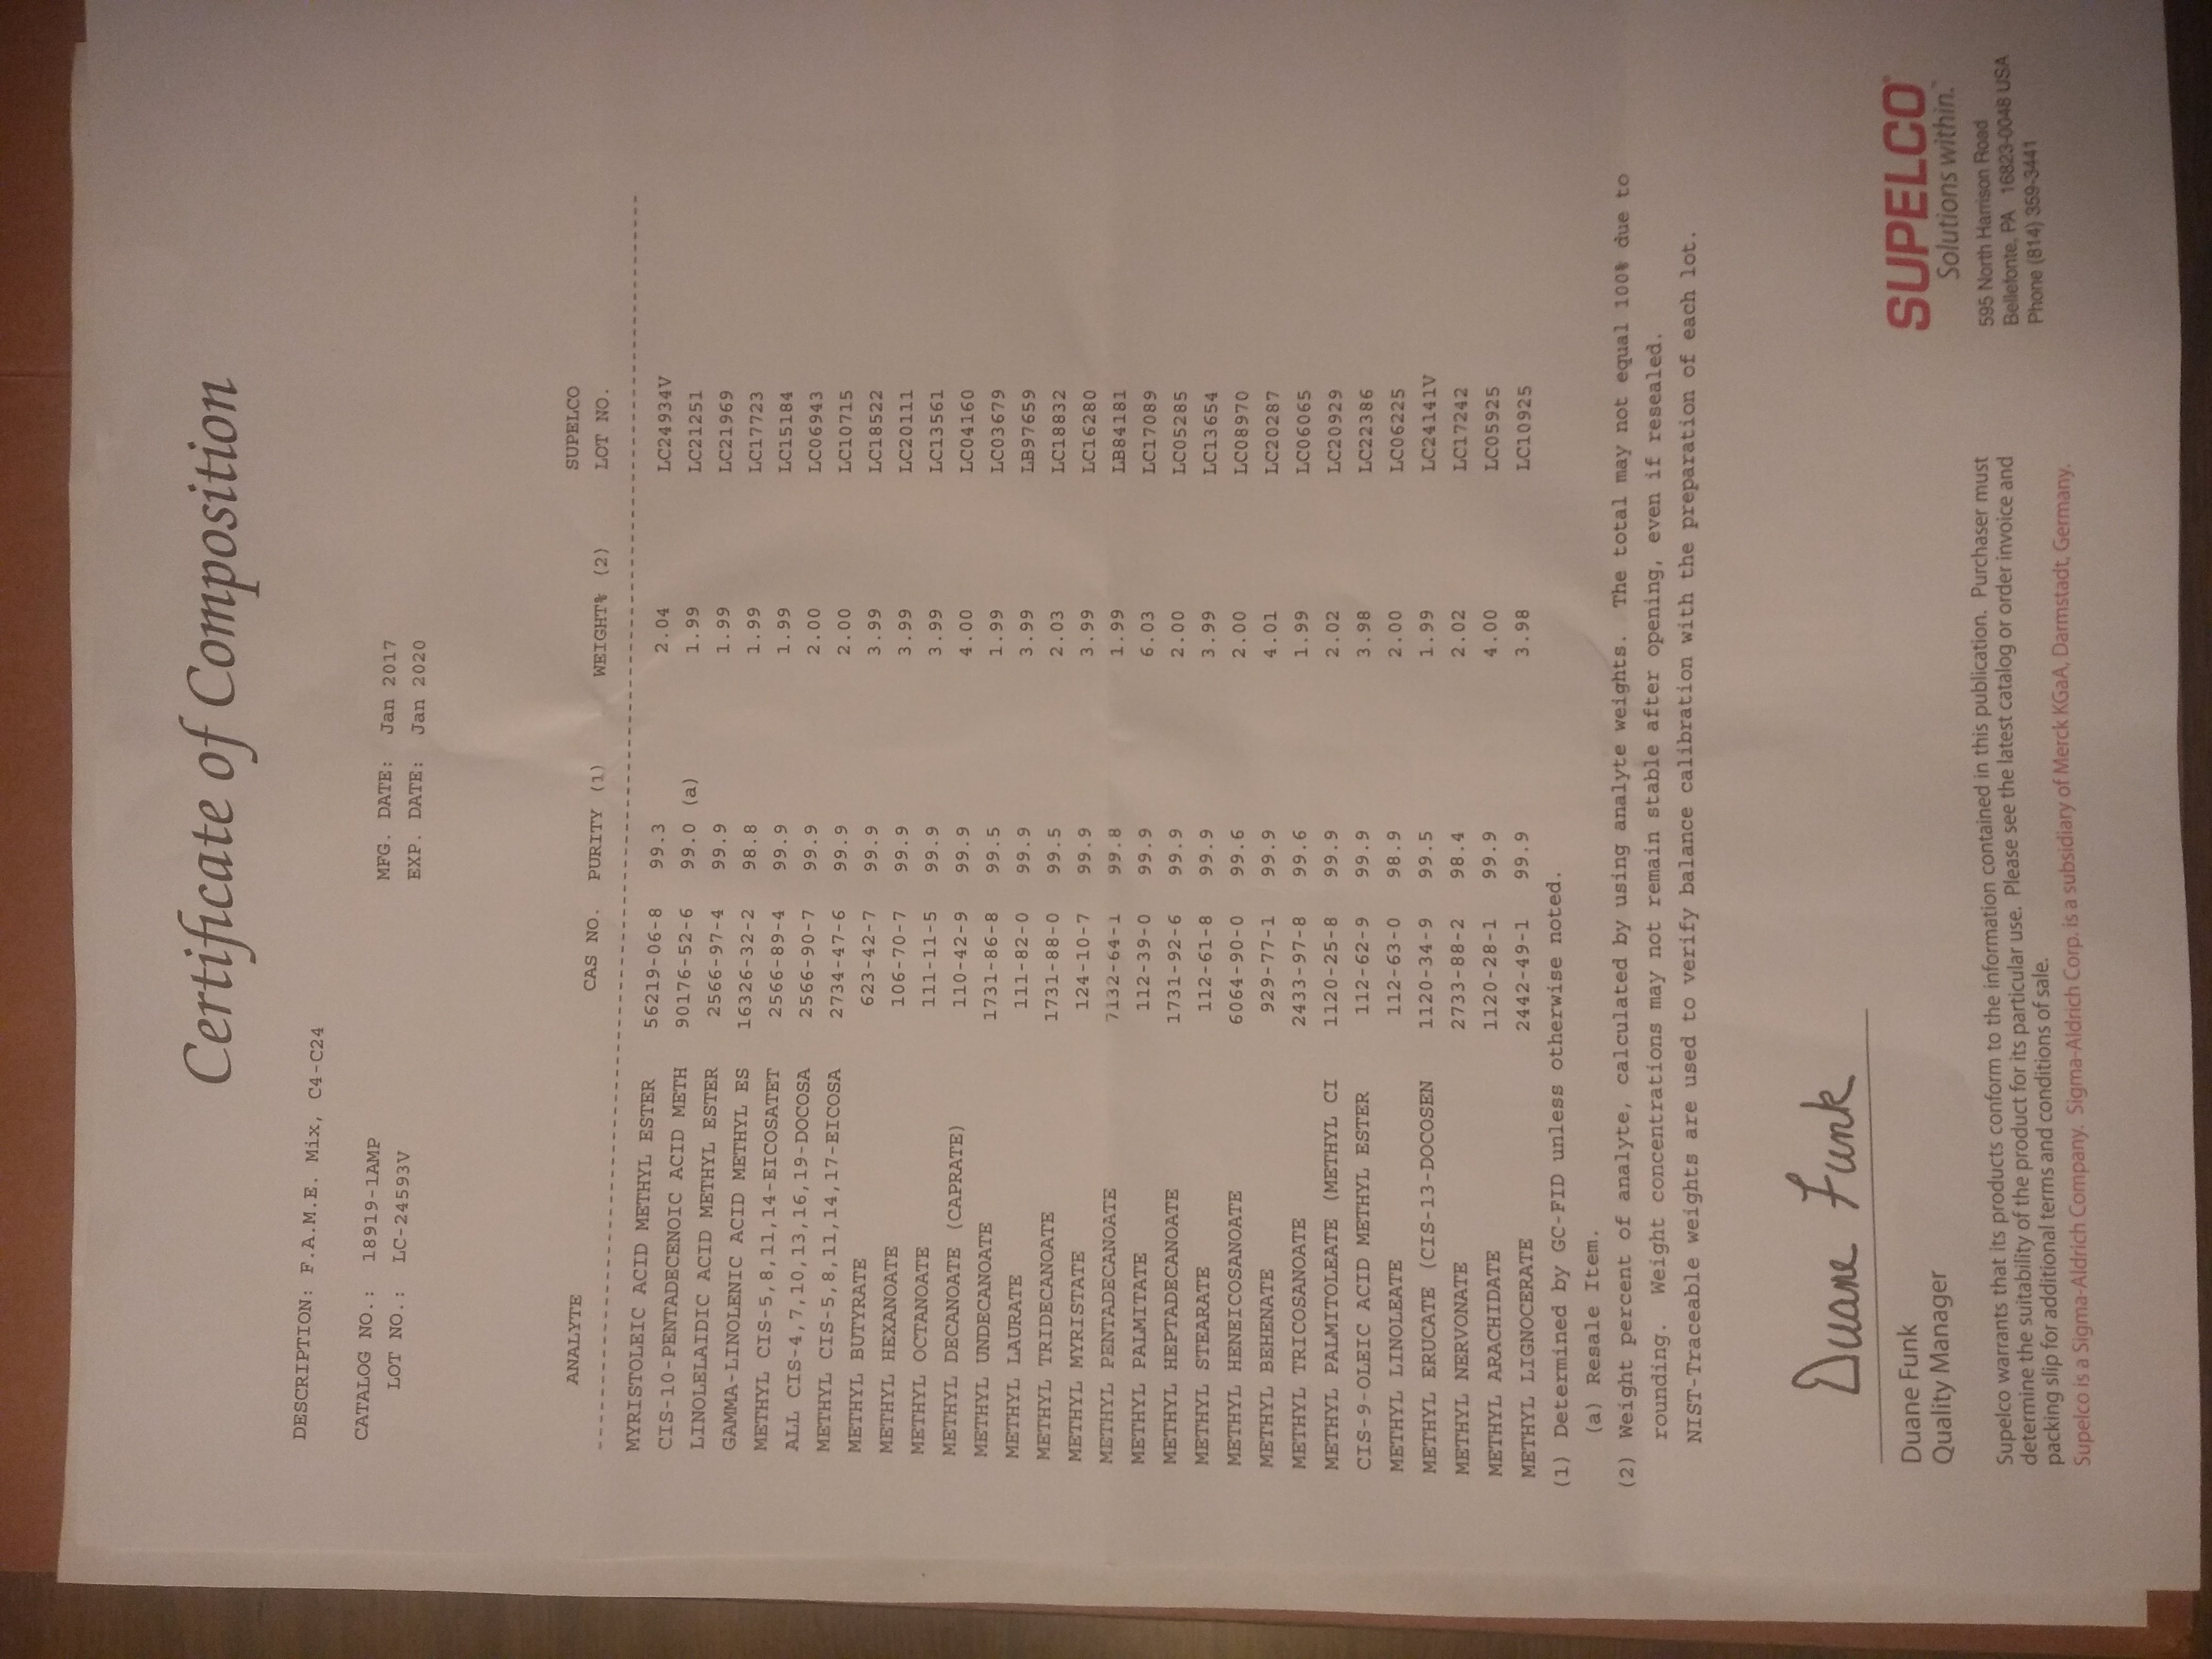 Certificate of Composition
DESCRIPTION: F.A.M.E. Mix, C4-C24
CATALOG NO.: 18919-1AMP MFG. DATE: Jan 2017
LOT NO.: LC-24593V EXP. DATE: Jan 2020
SUPELCO
ANALYTE CAS NO. PURITY (1) WEIGHT% (2) LOT NO.
MYRISTOLEIC ACID METHYL ESTER 56219-06-8 99.3 2.04 LC24934V
CIS-10-PENTADECENOIC ACID METH 90176-52-6 99.0 (a) 1.99 LC21251
LINOLELAIDIC ACID METHYL ESTER 2566-97-4 99.9 1.99 LC21969
GAMMA-LINOLENIC ACID METHYL ES 16326-32-2 98.8 1.99 LC17723
METHYL CIS-5,8,11,14-EICOSATET 2566-89-4 99.9 1.99 LC15184
ALL CIS-4,7,10,13,16,19-DOCOSA 2566-90-7 99.9 2.00 LC06943
METHYL CIS-5,8,11,14,17-EICOSA 2734-47-6 99.9 2.00 LC10715
METHYL BUTYRATE 623-42-7 99.9 3.99 LC18522
METHYL HEXANOATE 106-70-7 99.9 3.99 LC20111
METHYL OCTANOATE 111-11-5 99.9 3.99 LC13561
METHYL DECANOATE (CAPRATE) 110-42-9 99.9 4.00 LC04160
METHYL UNDECANOATE 1731-86-8 99.5 1.99 LC03679
METHYL LAURATE 111-82-0 99.9 3.99 LB97659
METHYL TRIDECANOATE 1731-88-0 99.5 2.03 LC18832
METHYL MYRISTATE 124-10-7 99.9 3.99 LC16280
METHYL PENTADECANOATE 7132-64-1 99.8 1.99 LB84181
METHYL PALMITATE 112-39-0 99.9 6.03 LC17089
METHYL HEPTADECANOATE 1731-92-6 99.9 2.00 LC05285
METHYL STEARATE 112-61-8 99.9 3.99 LC13654
METHYL HENEICOSANOATE 6064-90-0 99.6 2.00 LC08970
METHYL BEHENATE 929-77-1 99.9 4.01 LC20287
METHYL TRICOSANOATE 2433-97-8 99.6 1.99 LC06065
METHYL PALMITOLEATE (METHYL CI 1120-25-8 99.9 2.02 LC20929
CIS-9-OLEIC ACID METHYL ESTER 112-62-9 99.9 3.98 LC22386
METHYL LINOLEATE 112-63-0 98.9 2.00 LC06225
METHYL ERUCATE (CIS-13-DOCOSEN 1120-34-9 99.5 1.99 LC24141V
METHYL NERVONATE 2733-88-2 98.4 2.02 LC17242
METHYL ARACHIDATE 1120-28-1 99.9 4.00 LC05925
METHYL LIGNOCERATE 2442-49-1 99.9 3.98 LC10925
(1) Determined by GC-FID unless otherwise noted.
(a) Resale Item.
(2) Weight percent of analyte, calculated by using analyte weights. The total may not equal 100% due to
rounding. Weight concentrations may not remain stable after opening, even if resealed.
NIST-Traceable weights are used to verify balance calibration with the preparation of each lot.
Duane Funk
Duane Funk
Quality Manager
SUPELCO
Solutions within.™
595 North Harrison Road
Bellefonte, PA 16823-0048 USA
Phone (814) 359-3441
Supelco warrants that its products conform to the information contained in this publication. Purchaser must
determine the suitability of the product for its particular use. Please see the latest catalog or order invoice and
packing slip for additional terms and conditions of sale.
Supelco is a Sigma-Aldrich Company. Sigma-Aldrich Corp. is a subsidiary of Merck KGaA, Darmstadt, Germany.